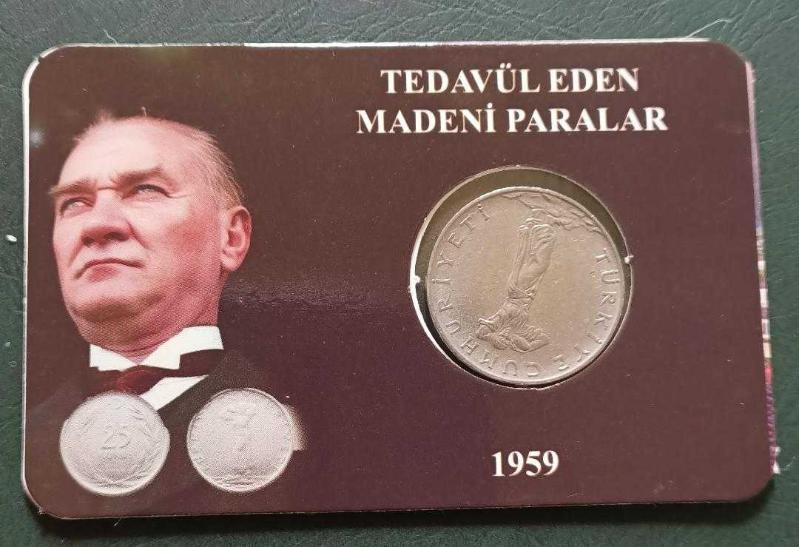 TEDAVÜL EDEN
MADENİ PARALAR
TÜRKİYE CUMHURİYETİ
25
1959